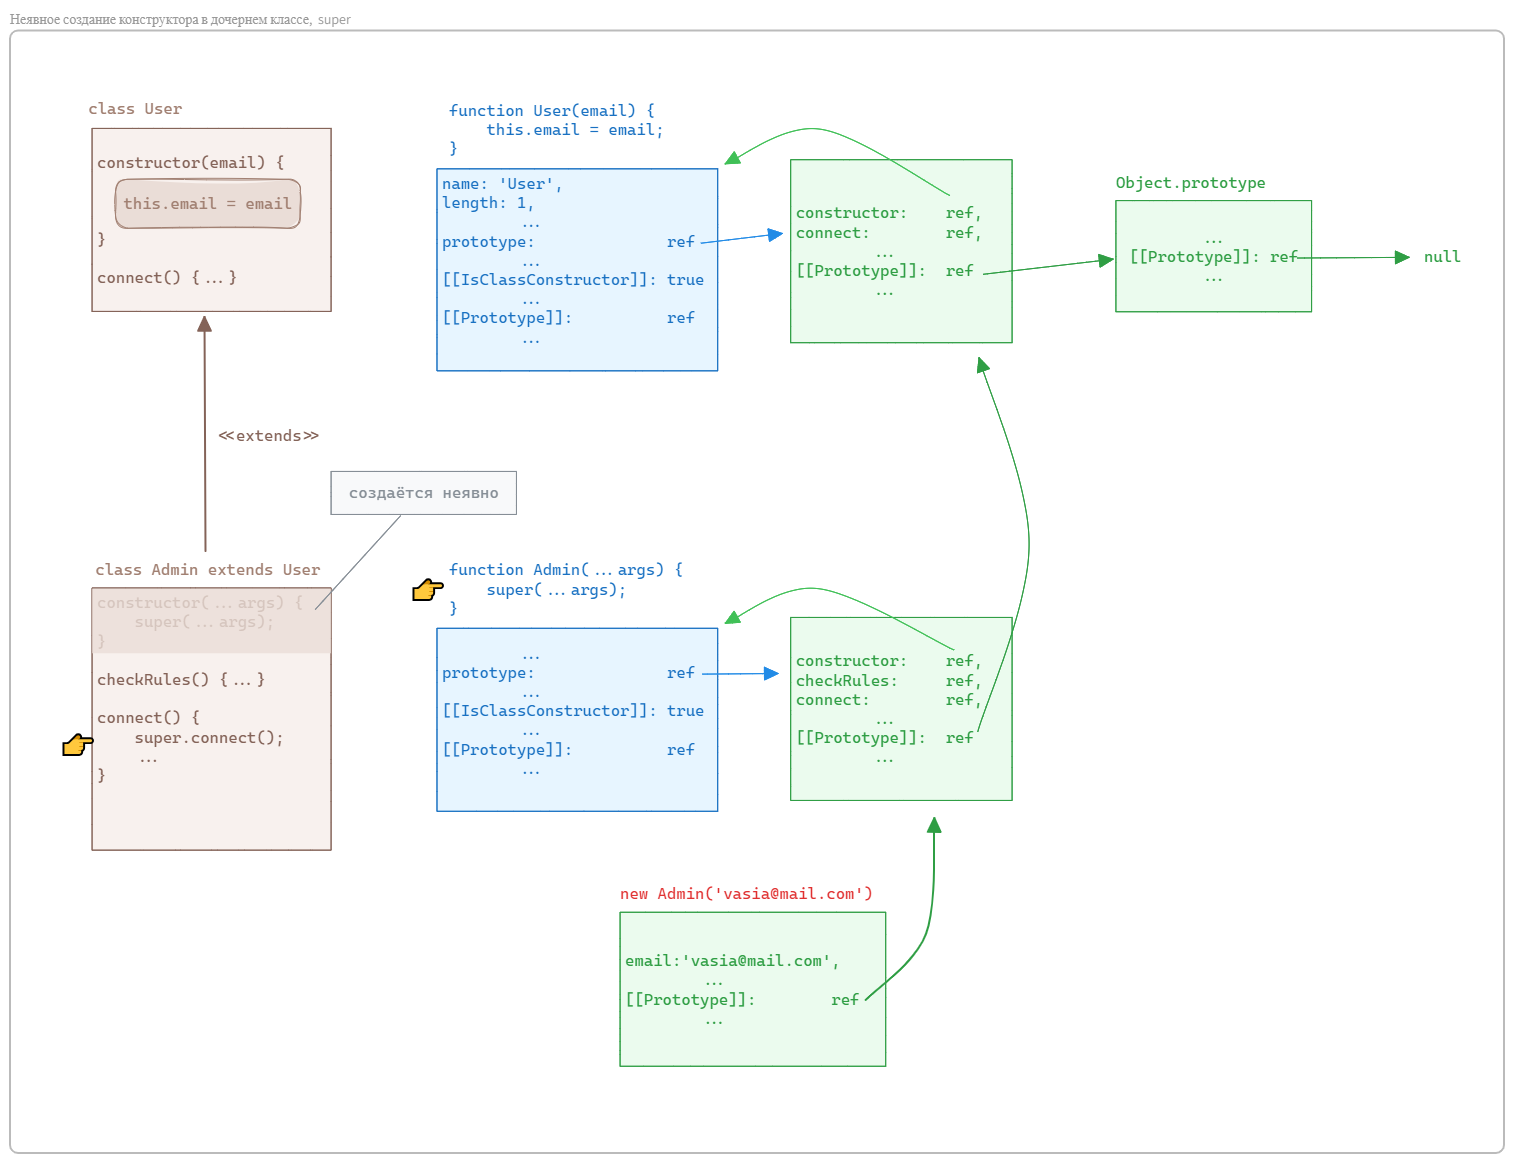 Неявное создание конструктора в дочернем классе, super
class User
constructor(email) {
this.email = email
}
connect() {...}
<<extends>>
создаётся неявно
class Admin extends User
constructor(...args) {
super(...args);
}
checkRules() {...}
connect() {
super.connect();
...
}
function User(email) {
this.email = email;
}
name: 'User',
length: 1,
...
prototype: ref
...
[[IsClassConstructor]]: true
...
[[Prototype]]: ref
...
constructor: ref,
connect: ref,
...
[[Prototype]]: ref
...
Object.prototype
...
[[Prototype]]: ref
...
null
function Admin(...args) {
super(...args);
}
...
prototype: ref
...
[[IsClassConstructor]]: true
...
[[Prototype]]: ref
...
constructor: ref,
checkRules: ref,
connect: ref,
...
[[Prototype]]: ref
...
new Admin('vasia@mail.com')
email:'vasia@mail.com',
...
[[Prototype]]: ref
...